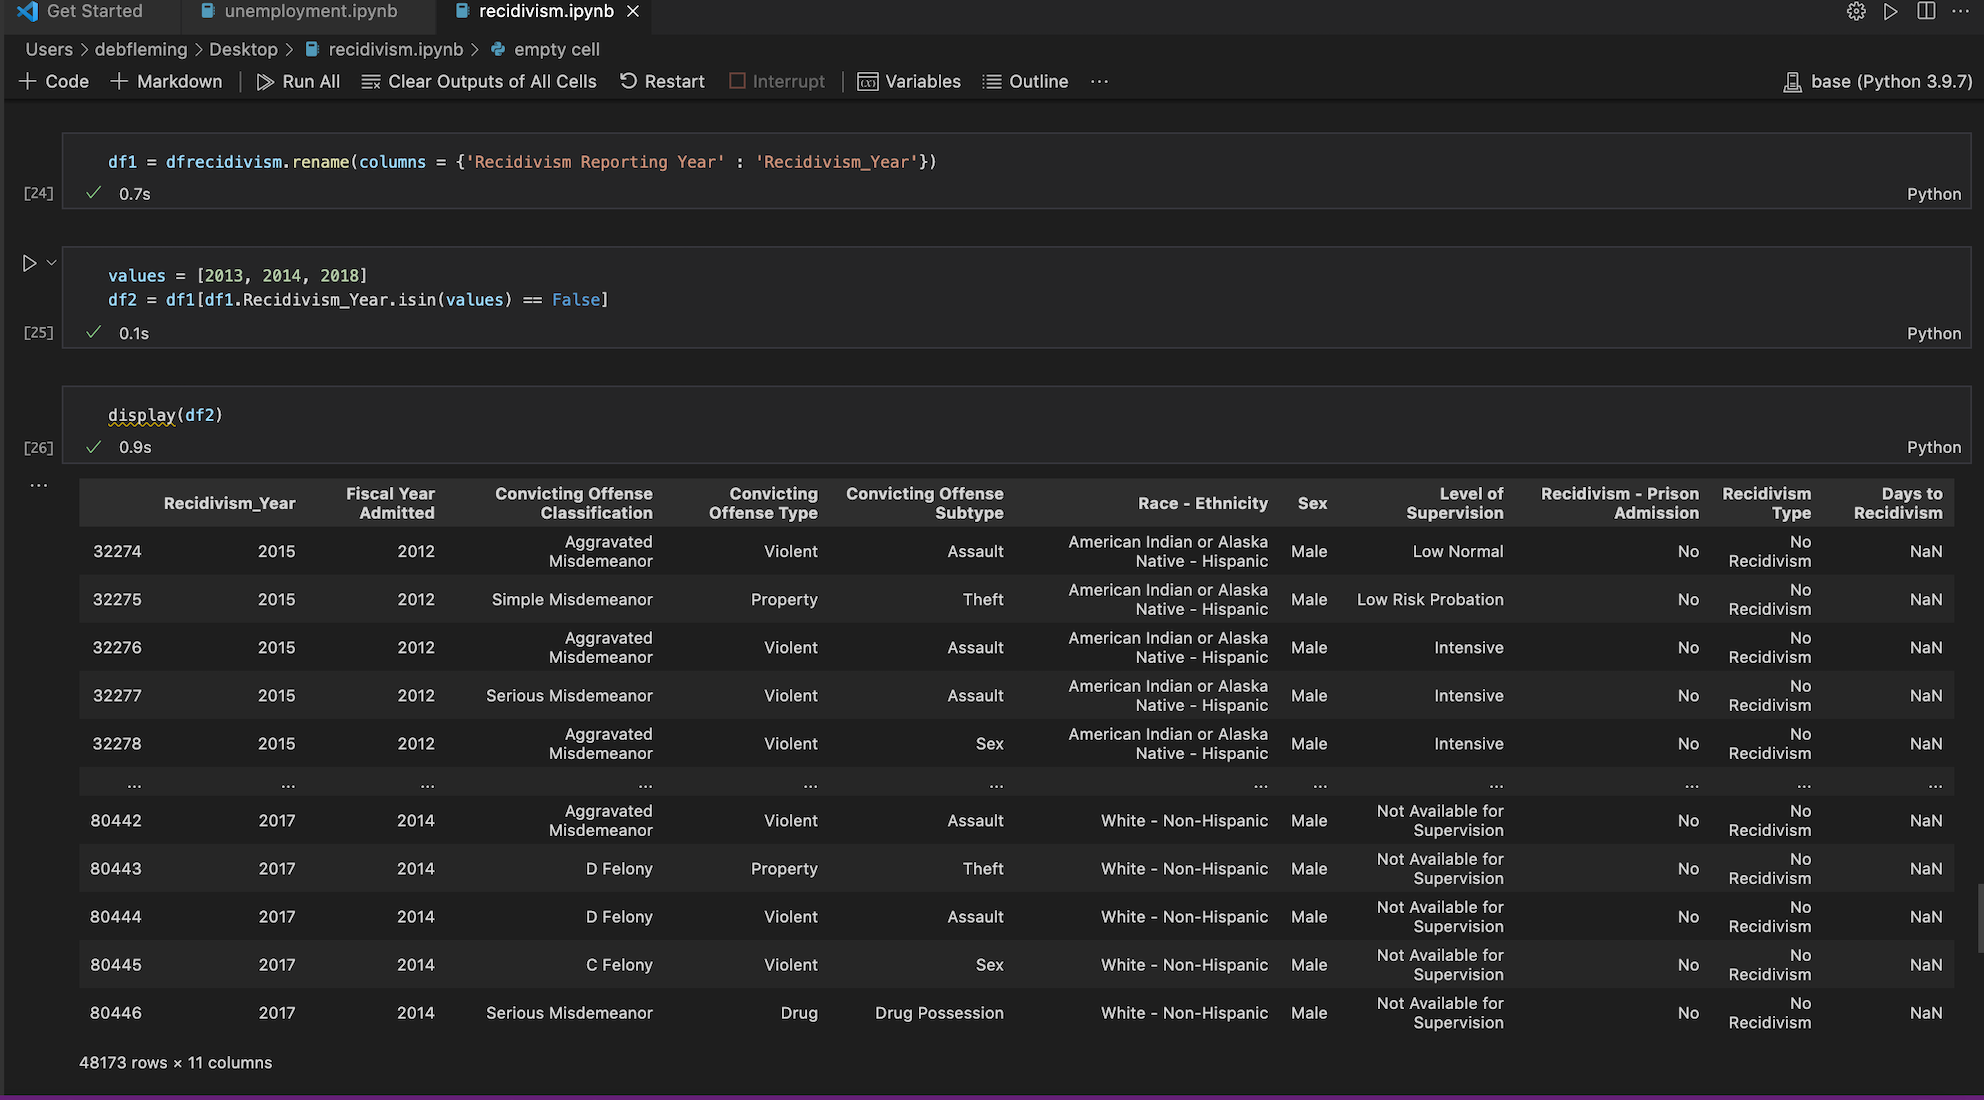 Get Started unemployment.ipynb recidivism.ipynb
Users > debfleming > Desktop > recidivism.ipynb > empty cell
+ Code + Markdown Run All Clear Outputs of All Cells Restart Interrupt Variables Outline ... base (Python 3.9.7)
df1 = dfrecidivism.rename(columns = {'Recidivism Reporting Year' : 'Recidivism_Year'})
[24] 0.7s Python
values = [2013, 2014, 2018]
df2 = df1[df1.Recidivism_Year.isin(values) == False]
[25] 0.1s Python
display(df2)
[26] 0.9s Python
...
Recidivism_Year Fiscal Year Admitted Convicting Offense Classification Convicting Offense Type Convicting Offense Subtype Race - Ethnicity Sex Level of Supervision Recidivism - Prison Admission Recidivism Type Days to Recidivism
32274 2015 2012 Aggravated Misdemeanor Violent Assault American Indian or Alaska Native - Hispanic Male Low Normal No No Recidivism NaN
32275 2015 2012 Simple Misdemeanor Property Theft American Indian or Alaska Native - Hispanic Male Low Risk Probation No No Recidivism NaN
32276 2015 2012 Aggravated Misdemeanor Violent Assault American Indian or Alaska Native - Hispanic Male Intensive No No Recidivism NaN
32277 2015 2012 Serious Misdemeanor Violent Assault American Indian or Alaska Native - Hispanic Male Intensive No No Recidivism NaN
32278 2015 2012 Aggravated Misdemeanor Violent Sex American Indian or Alaska Native - Hispanic Male Intensive No No Recidivism NaN
... ... ... ... ... ... ... ... ... ... ... ...
80442 2017 2014 Aggravated Misdemeanor Violent Assault White - Non-Hispanic Male Not Available for Supervision No No Recidivism NaN
80443 2017 2014 D Felony Property Theft White - Non-Hispanic Male Not Available for Supervision No No Recidivism NaN
80444 2017 2014 D Felony Violent Assault White - Non-Hispanic Male Not Available for Supervision No No Recidivism NaN
80445 2017 2014 C Felony Violent Sex White - Non-Hispanic Male Not Available for Supervision No No Recidivism NaN
80446 2017 2014 Serious Misdemeanor Drug Drug Possession White - Non-Hispanic Male Not Available for Supervision No No Recidivism NaN
48173 rows × 11 columns